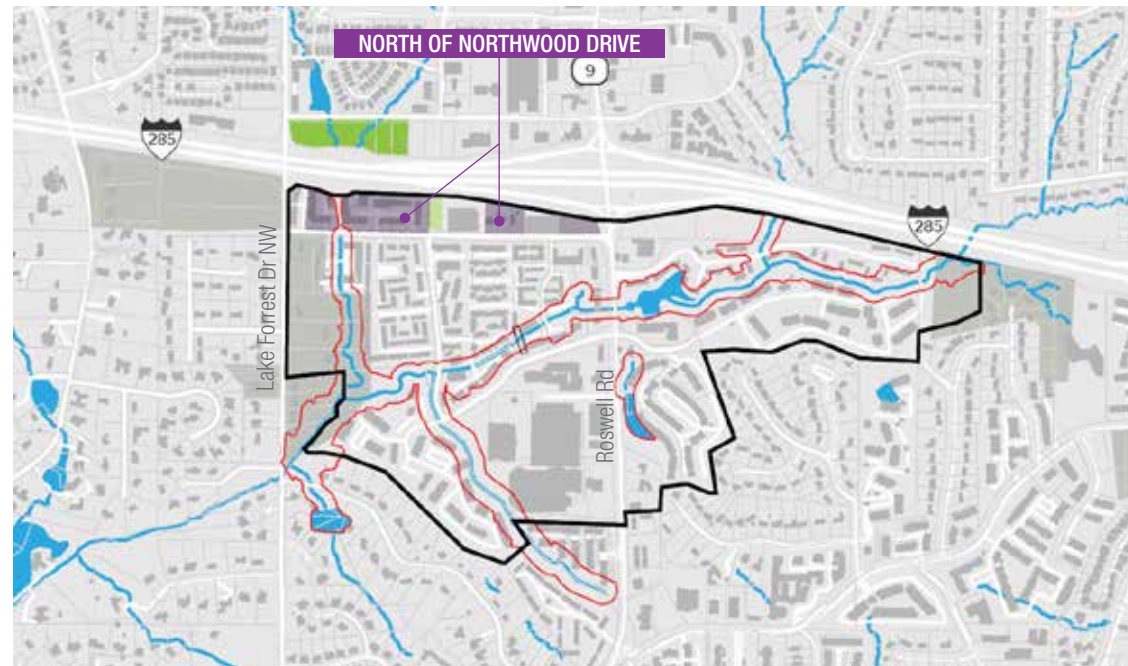 NORTH OF NORTHWOOD DRIVE
9
285
285
Lake Forrest Dr NW
Roswell Rd